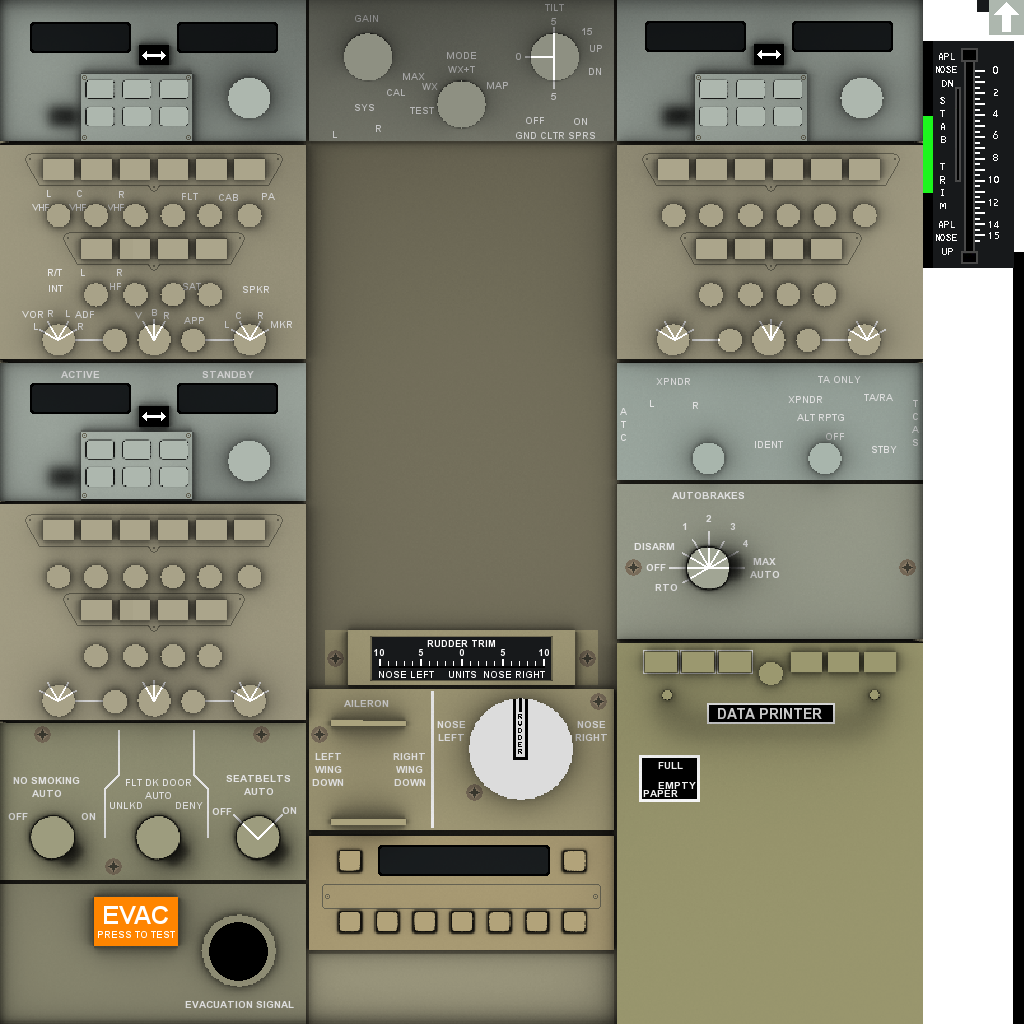 GAIN
TILT
5
15
UP
0
DN
5
MODE
WX+T
MAX
WX
MAP
CAL
TEST
SYS
L
R
OFF
ON
GND CLTR SPRS
APL
NOSE
DN
STAB TRIM
0
2
4
6
8
10
12
14
15
APL
NOSE
UP
L C R FLT CAB PA
VHF VHF VHF
R/T L R
INT HF SAT SPKR
VOR R L ADF V B R APP L C R MKR
L R
ACTIVE STANDBY
XPNDR
L R
ATC
TA ONLY
XPNDR
TA/RA
ALT RPTG
OFF
IDENT
STBY
TCAS
AUTOBRAKES
1 2 3 4
DISARM
OFF
RTO
MAX
AUTO
RUDDER TRIM
10 5 0 5 10
NOSE LEFT UNITS NOSE RIGHT
AILERON
LEFT
WING
DOWN
RIGHT
WING
DOWN
NOSE
LEFT
RUDDER
NOSE
RIGHT
DATA PRINTER
FULL
EMPTY
PAPER
NO SMOKING
AUTO
OFF ON
FLT DK DOOR
AUTO
UNLKD DENY
SEATBELTS
AUTO
OFF ON
EVAC
PRESS TO TEST
EVACUATION SIGNAL